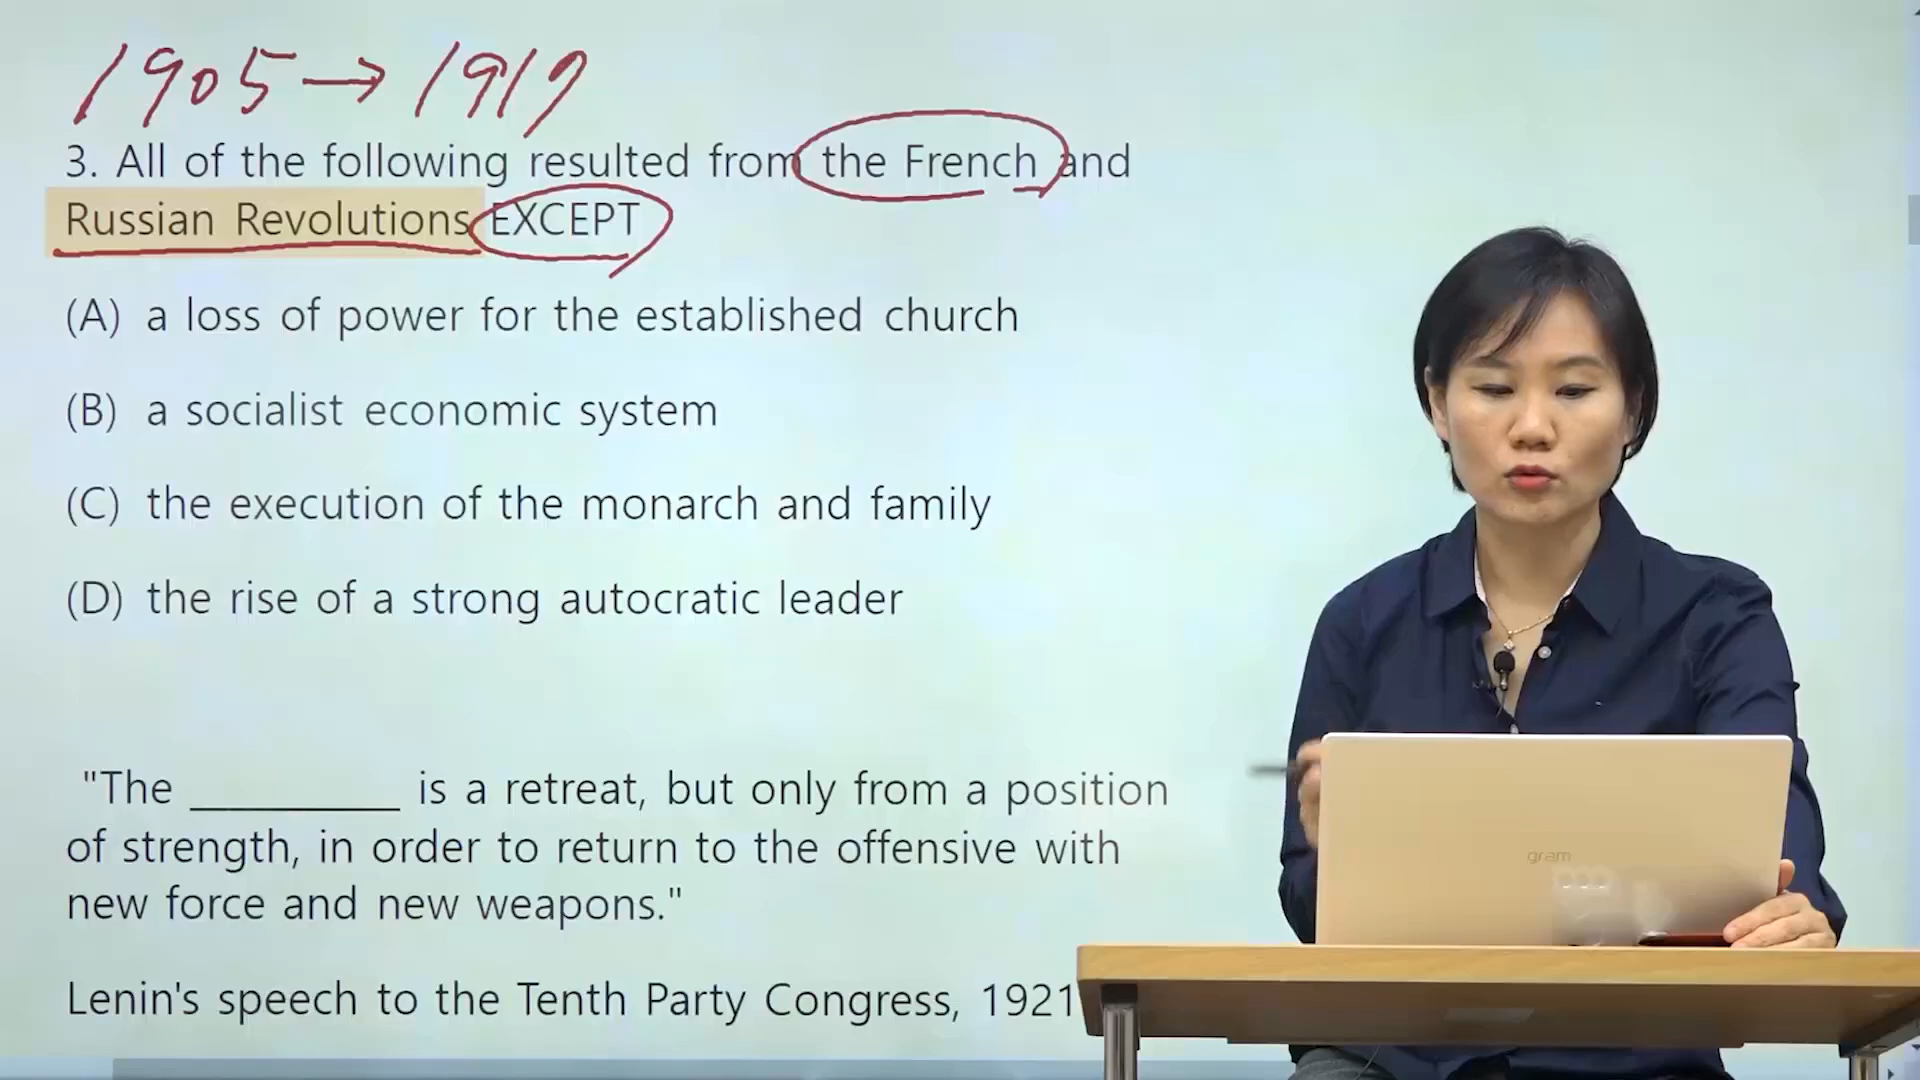 1905→1917
3. All of the following resulted from the French and
Russian Revolutions EXCEPT
(A) a loss of power for the established church
(B) a socialist economic system
(C) the execution of the monarch and family
(D) the rise of a strong autocratic leader
"The __________ is a retreat, but only from a position
of strength, in order to return to the offensive with
new force and new weapons."
Lenin's speech to the Tenth Party Congress, 1921
gram